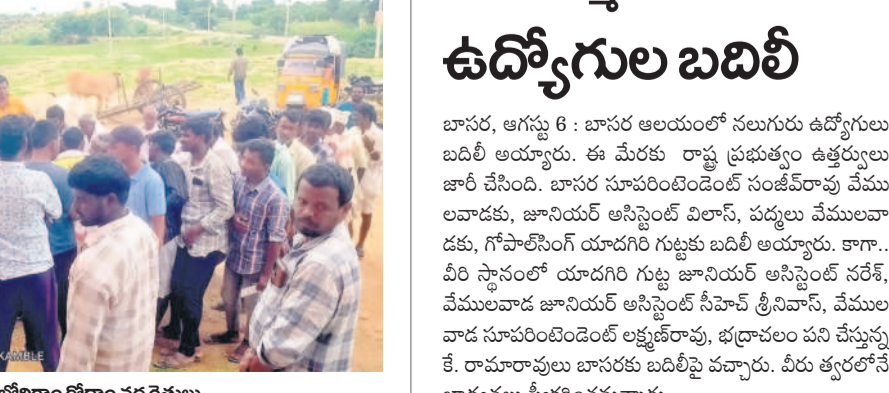 KAMBLE
ఉద్యోగుల బదిలీ
బాసర, ఆగస్టు 6 : బాసర ఆలయంలో నలుగురు ఉద్యోగులు
బదిలీ అయ్యారు. ఈ మేరకు రాష్ట్ర ప్రభుత్వం ఉత్తర్వులు
జారీ చేసింది. బాసర సూపరింటెండెంట్ సంజీవ్‌రావు వేము
లవాడకు, జూనియర్ అసిస్టెంట్ విలాస్, పద్మలు వేములవా
డకు, గోపాల్‌సింగ్ యాదగిరి గుట్టకు బదిలీ అయ్యారు. కాగా..
వీరి స్థానంలో యాదగిరి గుట్ట జూనియర్ అసిస్టెంట్ నరేశ్,
వేములవాడ జూనియర్ అసిస్టెంట్ సీహెచ్ శ్రీనివాస్, వేముల
వాడ సూపరింటెండెంట్ లక్ష్మణ్‌రావు, భద్రాచలం పని చేస్తున్న
కే. రామారావులు బాసరకు బదిలీపై వచ్చారు. వీరు త్వరలోనే